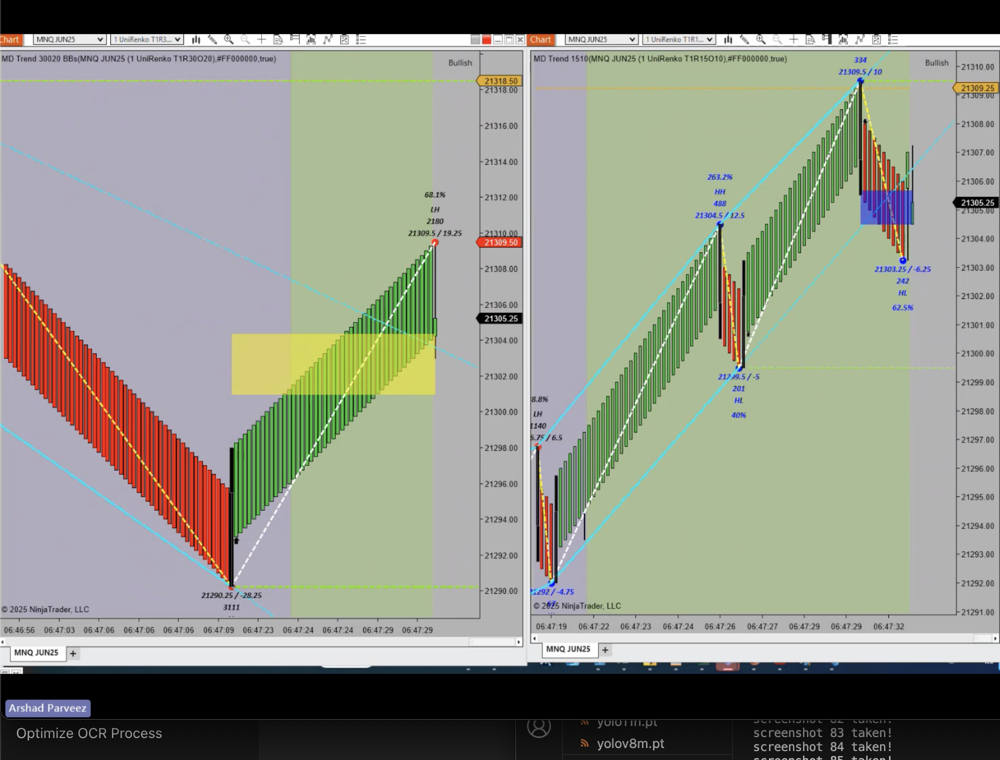 Chart MNQ JUN25 1 UniRenko T1R3...
MD Trend 30020 BBs(MNQ JUN25 (1 UniRenko T1R30O20),#FF000000,true)
Bullish
21318.50
21318.00
21316.00
21314.00
21312.00
21310.00
21309.50
21308.00
21306.00
21305.25
21304.00
21302.00
21300.00
21298.00
21296.00
21294.00
21292.00
21290.00
68.1%
LH
2180
21309.5 / 19.25
21290.25 / -28.25
3111
© 2025 NinjaTrader, LLC
06:46:56 06:47:03 06:47:06 06:47:06 06:47:09 06:47:23 06:47:24 06:47:24 06:47:29 06:47:29
MNQ JUN25 +
Chart MNQ JUN25 1 UniRenko T1R1...
MD Trend 1510(MNQ JUN25 (1 UniRenko T1R15O10),#FF000000,true)
Bullish
21310.00
21309.25
21309.00
21308.00
21307.00
21306.00
21305.25
21305.00
21304.00
21303.00
21302.00
21301.00
21300.00
21299.00
21298.00
21297.00
21296.00
21295.00
21294.00
21293.00
21292.00
21291.00
334
21309.5 / 10
263.2%
HH
488
21304.5 / 12.5
21303.25 / -6.25
242
HL
62.5%
201
HL
40%
8.8%
LH
1140
6.75 / 6.5
21292 / -4.75
© 2025 NinjaTrader, LLC
06:47:19 06:47:22 06:47:23 06:47:24 06:47:26 06:47:27 06:47:29 06:47:29 06:47:32
MNQ JUN25 +
Arshad Parveez
Optimize OCR Process
yolo11n.pt
yolov8m.pt
screenshot 82 taken!
screenshot 83 taken!
screenshot 84 taken!
screenshot 85 taken!